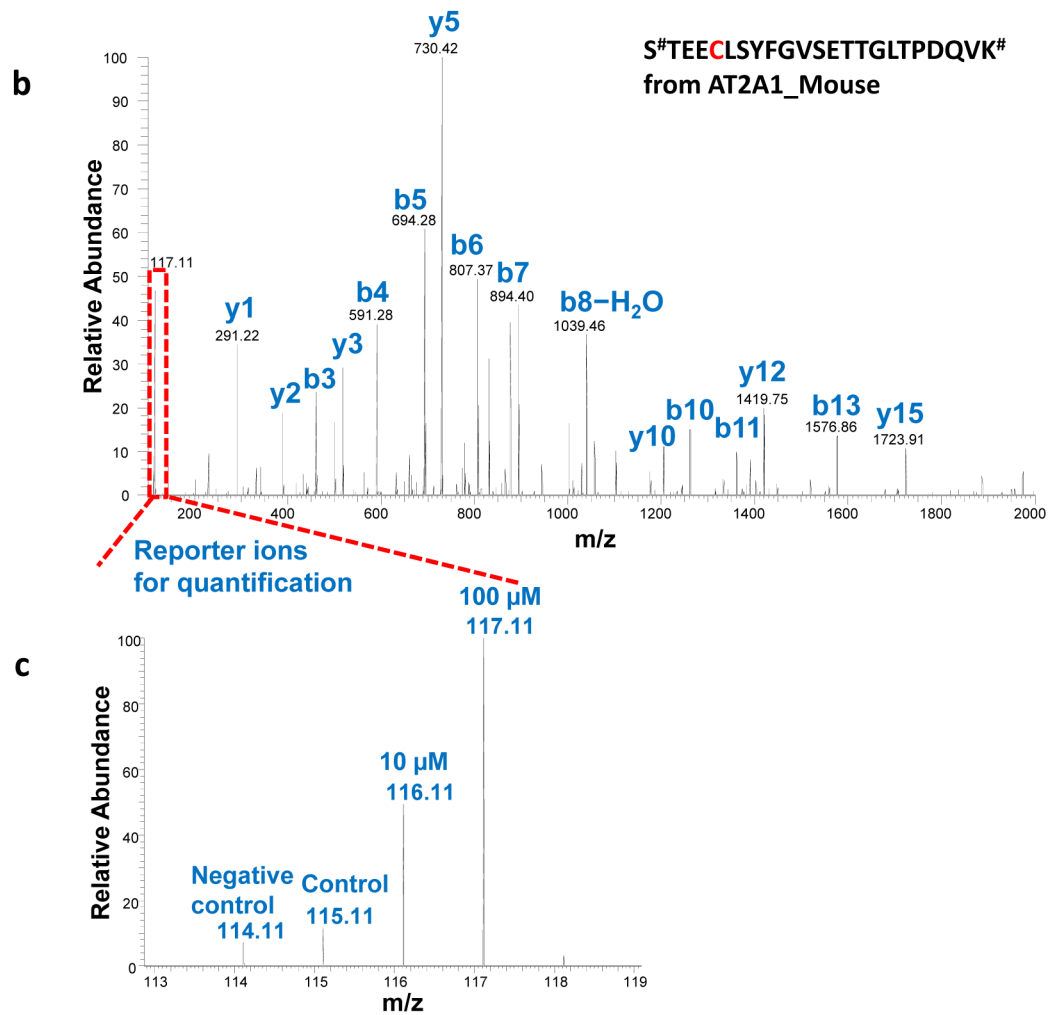 b
S#TEECLSYFGVSETTGLTPDQVK#
from AT2A1_Mouse
y5
730.42
100
90
80
70
60
50
40
30
20
10
0
Relative Abundance
117.11
y1
291.22
y2
b3
y3
b4
591.28
b5
694.28
b6
807.37
b7
894.40
b8−H₂O
1039.46
y10
b10
b11
y12
1419.75
b13
1576.86
y15
1723.91
200 400 600 800 1000 1200 1400 1600 1800 2000
m/z
Reporter ions
for quantification
c
100 µM
117.11
100
80
60
40
20
0
Relative Abundance
10 µM
116.11
Negative
control
114.11
Control
115.11
113 114 115 116 117 118 119
m/z